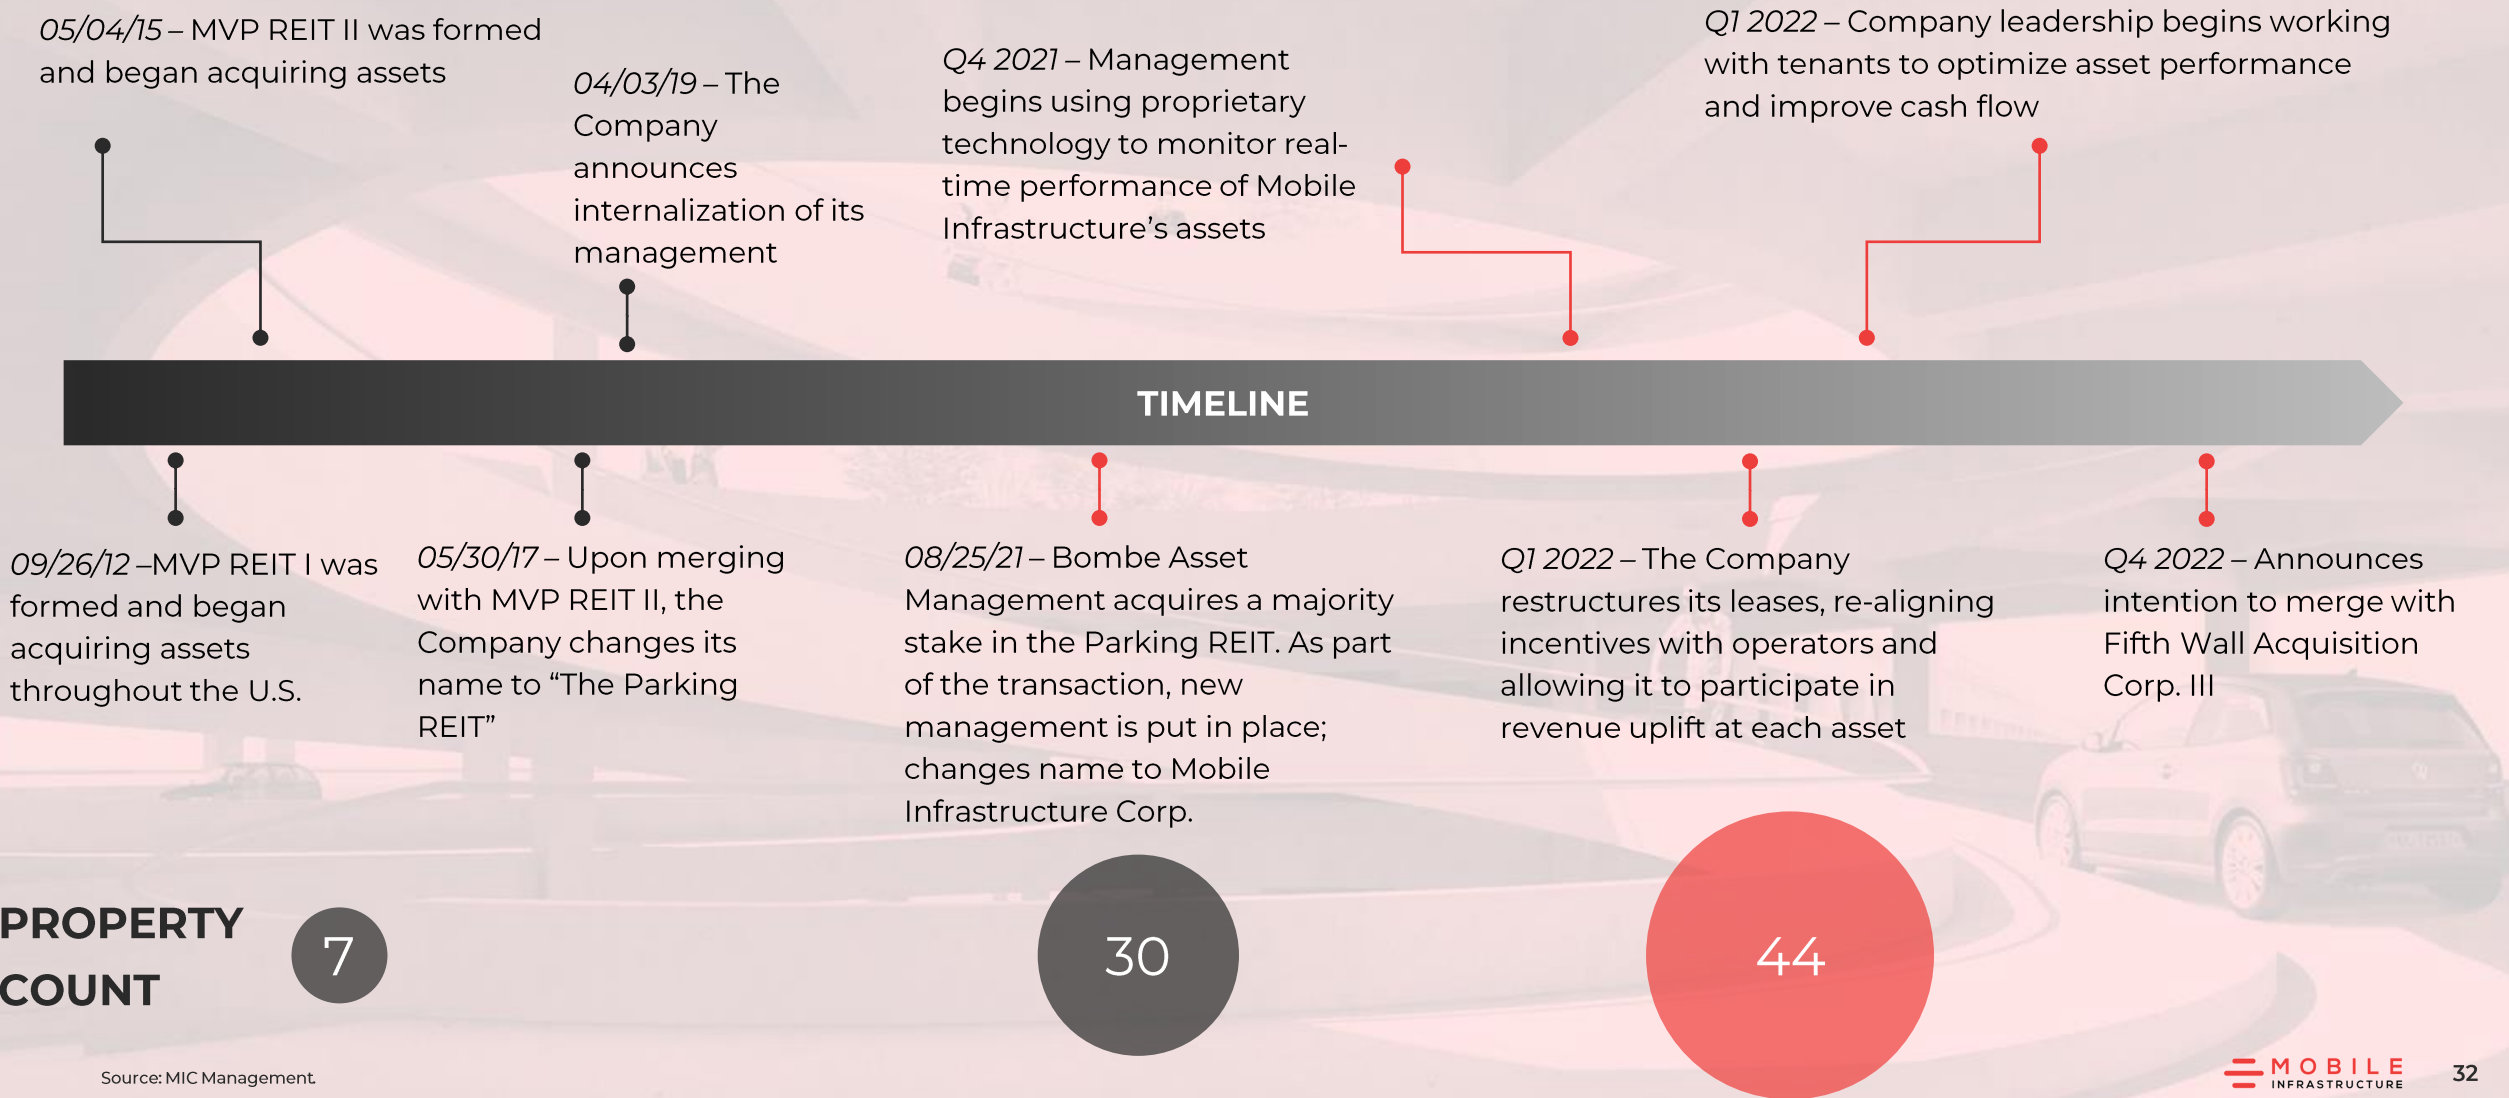 05/04/15 – MVP REIT II was formed
and began acquiring assets
04/03/19 – The
Company
announces
internalization of its
management
Q4 2021 – Management
begins using proprietary
technology to monitor real-
time performance of Mobile
Infrastructure’s assets
Q1 2022 – Company leadership begins working
with tenants to optimize asset performance
and improve cash flow
TIMELINE
09/26/12 –MVP REIT I was
formed and began
acquiring assets
throughout the U.S.
05/30/17 – Upon merging
with MVP REIT II, the
Company changes its
name to “The Parking
REIT”
08/25/21 – Bombe Asset
Management acquires a majority
stake in the Parking REIT. As part
of the transaction, new
management is put in place;
changes name to Mobile
Infrastructure Corp.
Q1 2022 – The Company
restructures its leases, re-aligning
incentives with operators and
allowing it to participate in
revenue uplift at each asset
Q4 2022 – Announces
intention to merge with
Fifth Wall Acquisition
Corp. III
PROPERTY
COUNT
7
30
44
Source: MIC Management.
MOBILE
INFRASTRUCTURE
32